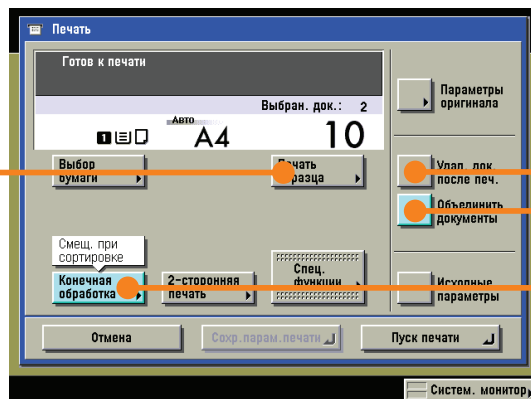 Печать
Готов к печати
Выбран. док.: 2
Авто
1 A4 10
Параметры
оригинала
Выбор
бумаги
Печать
образца
Удал. док.
после печ.
Объединить
документы
Смещ. при
сортировке
Конечная
обработка
2-сторонняя
печать
Спец.
функции
Исходные
параметры
Отмена
Сохр.парам.печати
Пуск печати
Систем. монитор